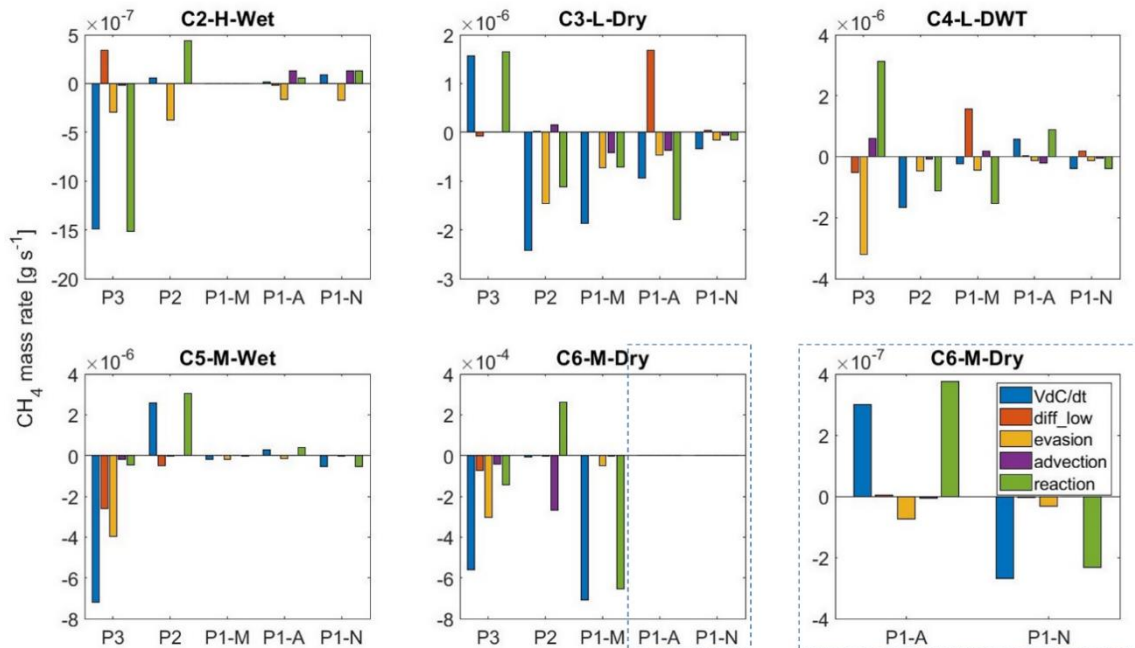 C2-H-Wet
×10⁻⁷
5
0
-5
-10
-15
-20
P3 P2 P1-M P1-A P1-N
C3-L-Dry
×10⁻⁶
2
1
0
-1
-2
-3
P3 P2 P1-M P1-A P1-N
C4-L-DWT
×10⁻⁶
4
2
0
-2
-4
P3 P2 P1-M P1-A P1-N
CH₄ mass rate [g s⁻¹]
C5-M-Wet
×10⁻⁶
4
2
0
-2
-4
-6
-8
P3 P2 P1-M P1-A P1-N
C6-M-Dry
×10⁻⁴
4
2
0
-2
-4
-6
-8
P3 P2 P1-M P1-A P1-N
C6-M-Dry
×10⁻⁷
4
2
0
-2
-4
P1-A P1-N
VdC/dt
diff_low
evasion
advection
reaction